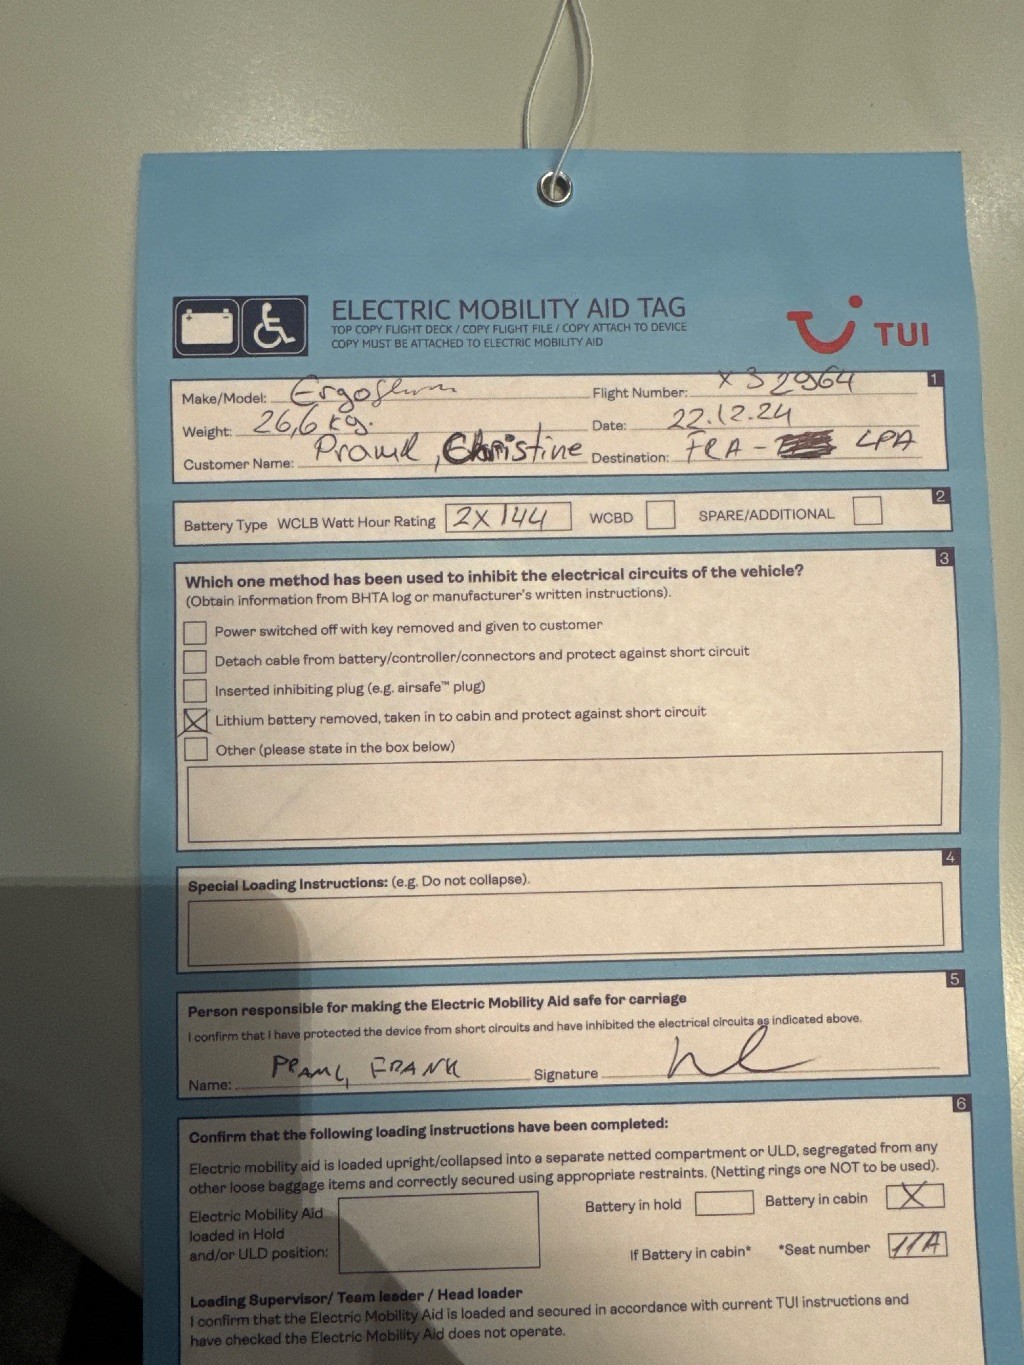 ELECTRIC MOBILITY AID TAG
TOP COPY FLIGHT DECK / COPY FLIGHT FILE / COPY ATTACH TO DEVICE
COPY MUST BE ATTACHED TO ELECTRIC MOBILITY AID
TUI
1
Make/Model: Flight Number: X3 2964
Weight: 26,6 kg. Date: 22.12.24
Customer Name: , Christine Destination: FRA - LPA
2
Battery Type WCLB Watt Hour Rating 2X 144 WCBD SPARE/ADDITIONAL
3
Which one method has been used to inhibit the electrical circuits of the vehicle?
(Obtain information from BHTA log or manufacturer's written instructions).
Power switched off with key removed and given to customer
Detach cable from battery/controller/connectors and protect against short circuit
Inserted inhibiting plug (e.g. airsafe™ plug)
X Lithium battery removed, taken in to cabin and protect against short circuit
Other (please state in the box below)
4
Special Loading Instructions: (e.g. Do not collapse).
5
Person responsible for making the Electric Mobility Aid safe for carriage
I confirm that I have protected the device from short circuits and have inhibited the electrical circuits as indicated above.
Name: FRANK Signature
6
Confirm that the following loading instructions have been completed:
Electric mobility aid is loaded upright/collapsed into a separate netted compartment or ULD, segregated from any
other loose baggage items and correctly secured using appropriate restraints. (Netting rings are NOT to be used).
Electric Mobility Aid
loaded in Hold
and/or ULD position:
Battery in hold Battery in cabin X
If Battery in cabin* *Seat number 11A
Loading Supervisor/ Team leader / Head loader
I confirm that the Electric Mobility Aid is loaded and secured in accordance with current TUI instructions and
have checked the Electric Mobility Aid does not operate.